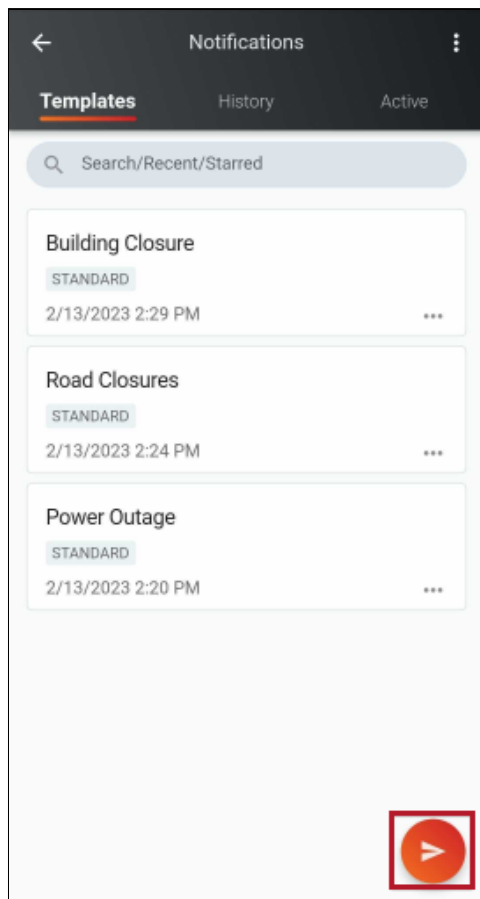 Notifications
Templates History Active
Search/Recent/Starred
Building Closure
STANDARD
2/13/2023 2:29 PM
Road Closures
STANDARD
2/13/2023 2:24 PM
Power Outage
STANDARD
2/13/2023 2:20 PM